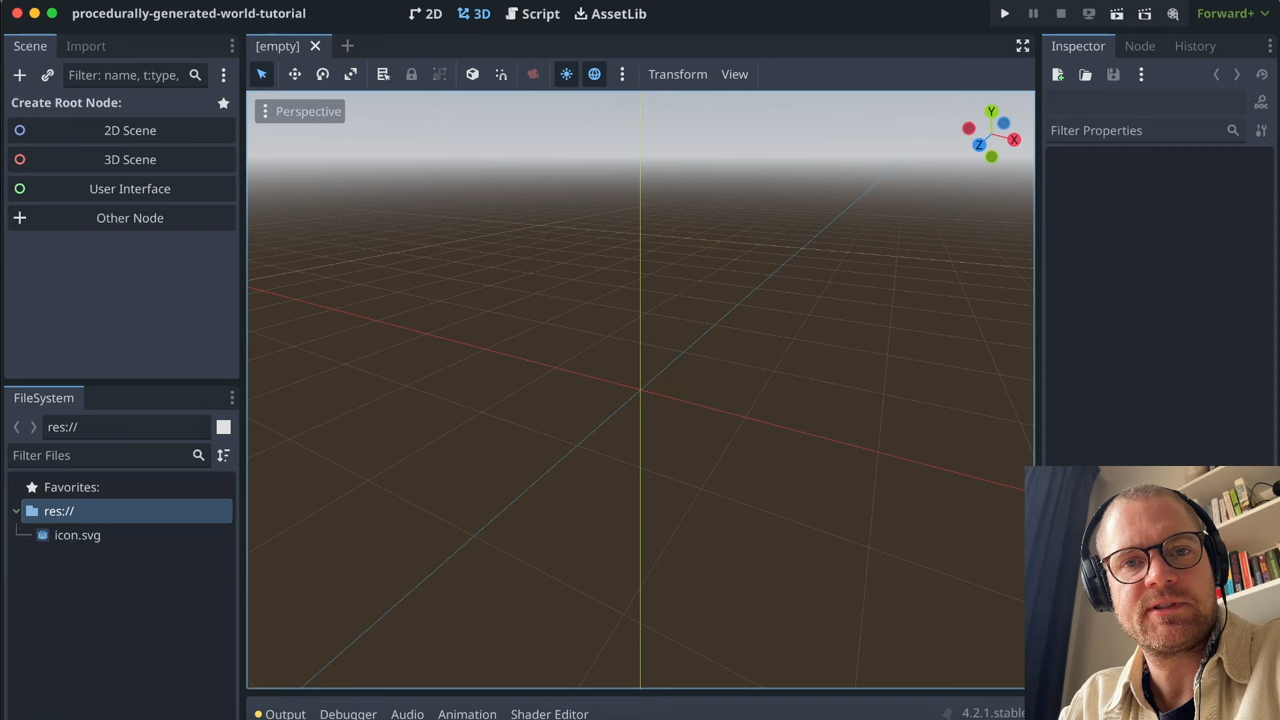 procedurally-generated-world-tutorial
2D
3D
Script
AssetLib
Forward+
Scene
Import
Filter: name, t:type,
Create Root Node:
2D Scene
3D Scene
User Interface
Other Node
FileSystem
res://
Filter Files
Favorites:
res://
icon.svg
[empty]
Transform
View
Perspective
Y
X
Z
Output
Debugger
Audio
Animation
Shader Editor
4.2.1.stable
Inspector
Node
History
Filter Properties